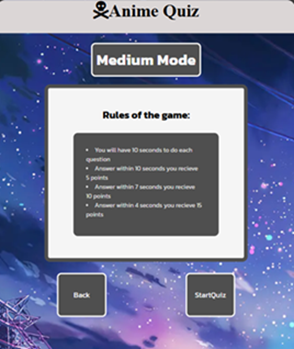 Anime Quiz
Medium Mode
Rules of the game:
• You will have 10 seconds to do each
question
• Answer within 10 seconds you recieve
5 points
• Answer within 7 seconds you recieve
10 points
• Answer within 4 seconds you recieve 15
points
Back
StartQuiz